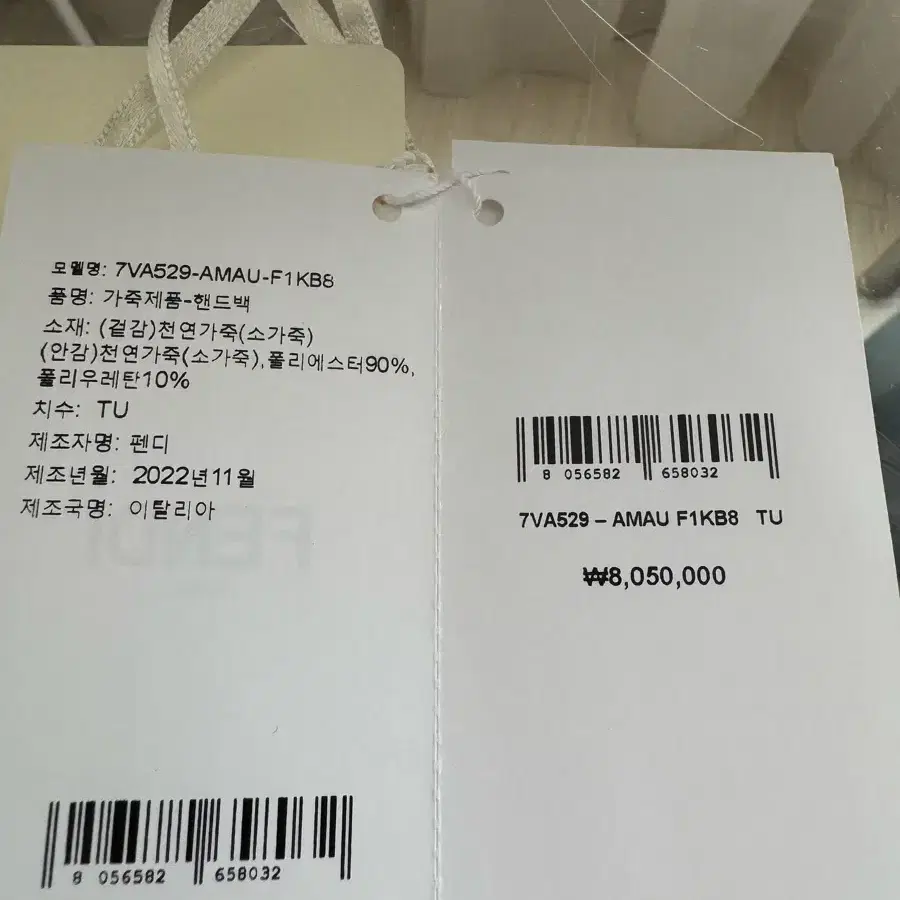 모델명: 7VA529-AMAU-F1KB8
품명: 가죽제품-핸드백
소재: (겉감)천연가죽(소가죽)
(안감)천연가죽(소가죽),폴리에스터90%,
폴리우레탄10%
치수: TU
제조자명: 펜디
제조년월: 2022년11월
제조국명: 이탈리아
FENDI
8 056582 658032
8 056582 658032
7VA529 – AMAU F1KB8 TU
₩8,050,000